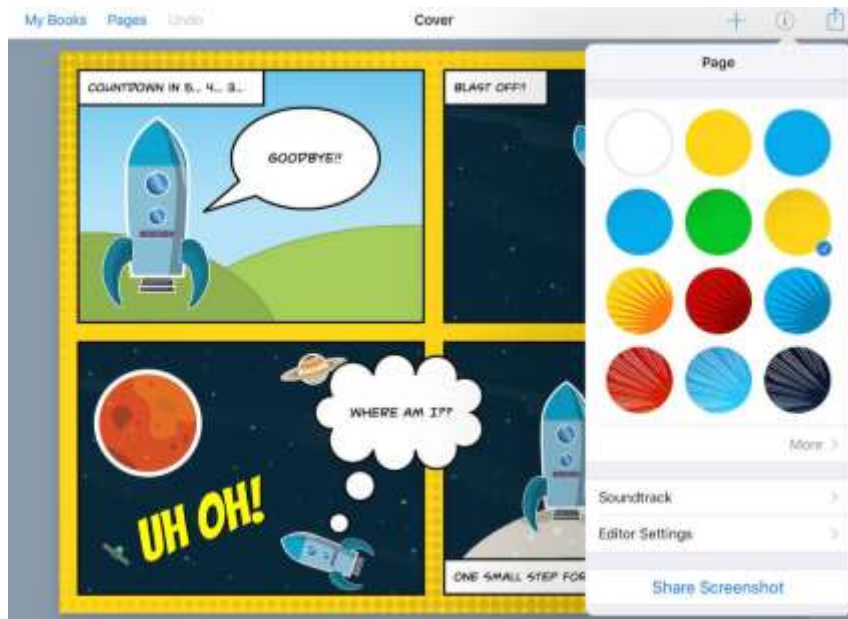 My Books Pages Undo Cover
Page
COUNTDOWN IN 5... 4... 3...
GOODBYE!!
BLAST OFF!!
WHERE AM I??
UH OH!
ONE SMALL STEP FOR
More
Soundtrack
Editor Settings
Share Screenshot